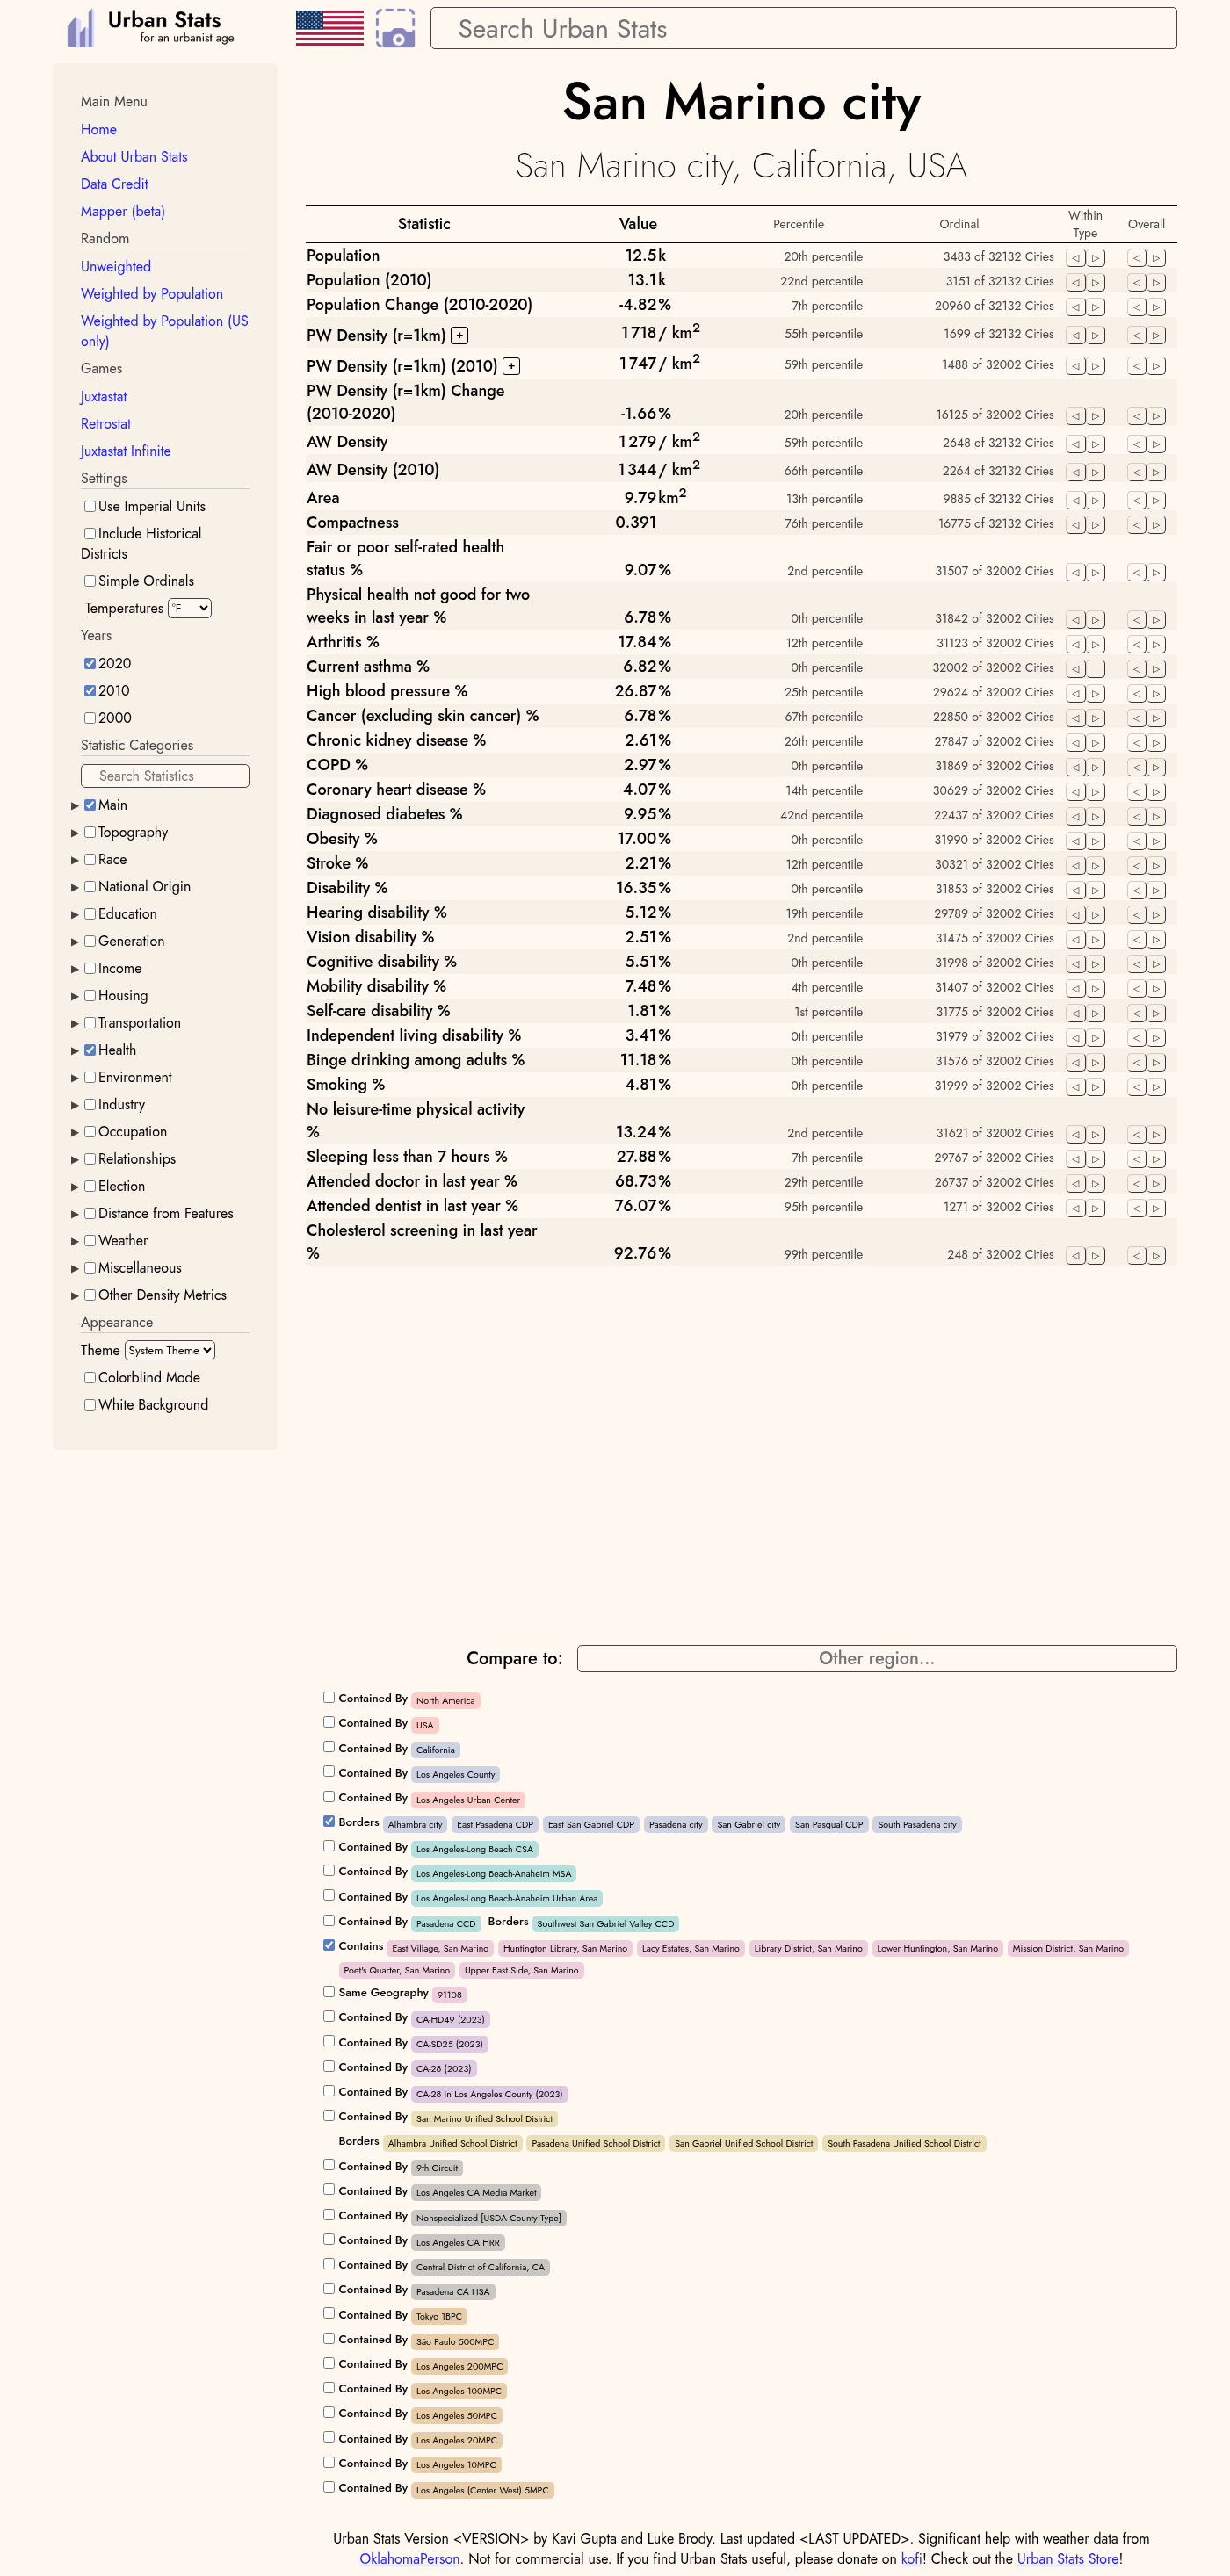 Urban Stats
for an urbanist age
Search Urban Stats
Main Menu
Home
About Urban Stats
Data Credit
Mapper (beta)
Random
Unweighted
Weighted by Population
Weighted by Population (US
only)
Games
Juxtastat
Retrostat
Juxtastat Infinite
Settings
Use Imperial Units
Include Historical
Districts
Simple Ordinals
Temperatures °F
Years
2020
2010
2000
Statistic Categories
Search Statistics
Main
Topography
Race
National Origin
Education
Generation
Income
Housing
Transportation
Health
Environment
Industry
Occupation
Relationships
Election
Distance from Features
Weather
Miscellaneous
Other Density Metrics
Appearance
Theme System Theme
Colorblind Mode
White Background
San Marino city
San Marino city, California, USA
Statistic Value Percentile Ordinal Within Type Overall
Population 12.5k 20th percentile 3483 of 32132 Cities
Population (2010) 13.1k 22nd percentile 3151 of 32132 Cities
Population Change (2010-2020) -4.82% 7th percentile 20960 of 32132 Cities
PW Density (r=1km) + 1 718 / km² 55th percentile 1699 of 32132 Cities
PW Density (r=1km) (2010) + 1 747 / km² 59th percentile 1488 of 32002 Cities
PW Density (r=1km) Change
(2010-2020) -1.66% 20th percentile 16125 of 32002 Cities
AW Density 1 279 / km² 59th percentile 2648 of 32132 Cities
AW Density (2010) 1 344 / km² 66th percentile 2264 of 32132 Cities
Area 9.79 km² 13th percentile 9885 of 32132 Cities
Compactness 0.391 76th percentile 16775 of 32132 Cities
Fair or poor self-rated health
status % 9.07% 2nd percentile 31507 of 32002 Cities
Physical health not good for two
weeks in last year % 6.78% 0th percentile 31842 of 32002 Cities
Arthritis % 17.84% 12th percentile 31123 of 32002 Cities
Current asthma % 6.82% 0th percentile 32002 of 32002 Cities
High blood pressure % 26.87% 25th percentile 29624 of 32002 Cities
Cancer (excluding skin cancer) % 6.78% 67th percentile 22850 of 32002 Cities
Chronic kidney disease % 2.61% 26th percentile 27847 of 32002 Cities
COPD % 2.97% 0th percentile 31869 of 32002 Cities
Coronary heart disease % 4.07% 14th percentile 30629 of 32002 Cities
Diagnosed diabetes % 9.95% 42nd percentile 22437 of 32002 Cities
Obesity % 17.00% 0th percentile 31990 of 32002 Cities
Stroke % 2.21% 12th percentile 30321 of 32002 Cities
Disability % 16.35% 0th percentile 31853 of 32002 Cities
Hearing disability % 5.12% 19th percentile 29789 of 32002 Cities
Vision disability % 2.51% 2nd percentile 31475 of 32002 Cities
Cognitive disability % 5.51% 0th percentile 31998 of 32002 Cities
Mobility disability % 7.48% 4th percentile 31407 of 32002 Cities
Self-care disability % 1.81% 1st percentile 31775 of 32002 Cities
Independent living disability % 3.41% 0th percentile 31979 of 32002 Cities
Binge drinking among adults % 11.18% 0th percentile 31576 of 32002 Cities
Smoking % 4.81% 0th percentile 31999 of 32002 Cities
No leisure-time physical activity
% 13.24% 2nd percentile 31621 of 32002 Cities
Sleeping less than 7 hours % 27.88% 7th percentile 29767 of 32002 Cities
Attended doctor in last year % 68.73% 29th percentile 26737 of 32002 Cities
Attended dentist in last year % 76.07% 95th percentile 1271 of 32002 Cities
Cholesterol screening in last year
% 92.76% 99th percentile 248 of 32002 Cities
Compare to: Other region...
Contained By North America
Contained By USA
Contained By California
Contained By Los Angeles County
Contained By Los Angeles Urban Center
Borders Alhambra city East Pasadena CDP East San Gabriel CDP Pasadena city San Gabriel city San Pasqual CDP South Pasadena city
Contained By Los Angeles-Long Beach CSA
Contained By Los Angeles-Long Beach-Anaheim MSA
Contained By Los Angeles-Long Beach-Anaheim Urban Area
Contained By Pasadena CCD Borders Southwest San Gabriel Valley CCD
Contains East Village, San Marino Huntington Library, San Marino Lacy Estates, San Marino Library District, San Marino Lower Huntington, San Marino Mission District, San Marino
Poet's Quarter, San Marino Upper East Side, San Marino
Same Geography 91108
Contained By CA-HD49 (2023)
Contained By CA-SD25 (2023)
Contained By CA-28 (2023)
Contained By CA-28 in Los Angeles County (2023)
Contained By San Marino Unified School District
Borders Alhambra Unified School District Pasadena Unified School District San Gabriel Unified School District South Pasadena Unified School District
Contained By 9th Circuit
Contained By Los Angeles CA Media Market
Contained By Nonspecialized [USDA County Type]
Contained By Los Angeles CA HRR
Contained By Central District of California, CA
Contained By Pasadena CA HSA
Contained By Tokyo 1BPC
Contained By São Paulo 500MPC
Contained By Los Angeles 200MPC
Contained By Los Angeles 100MPC
Contained By Los Angeles 50MPC
Contained By Los Angeles 20MPC
Contained By Los Angeles 10MPC
Contained By Los Angeles (Center West) 5MPC
Urban Stats Version <VERSION> by Kavi Gupta and Luke Brody. Last updated <LAST UPDATED>. Significant help with weather data from
OklahomaPerson. Not for commercial use. If you find Urban Stats useful, please donate on kofi! Check out the Urban Stats Store!